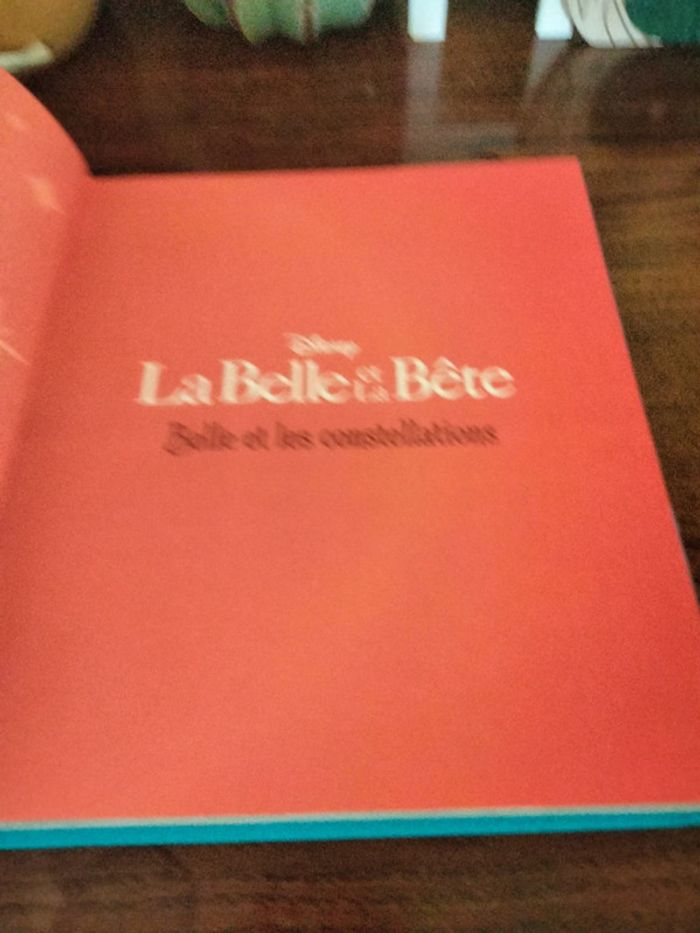 Disney
La Belle et la Bête
Belle et les constellations